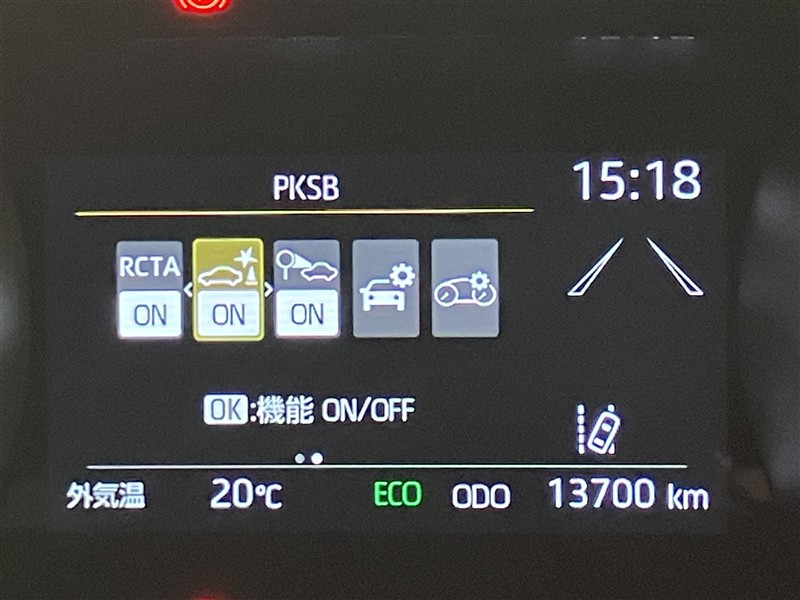 PKSB
15:18
RCTA
ON ON ON
OK:機能 ON/OFF
外気温 20℃ ECO ODO 13700 km